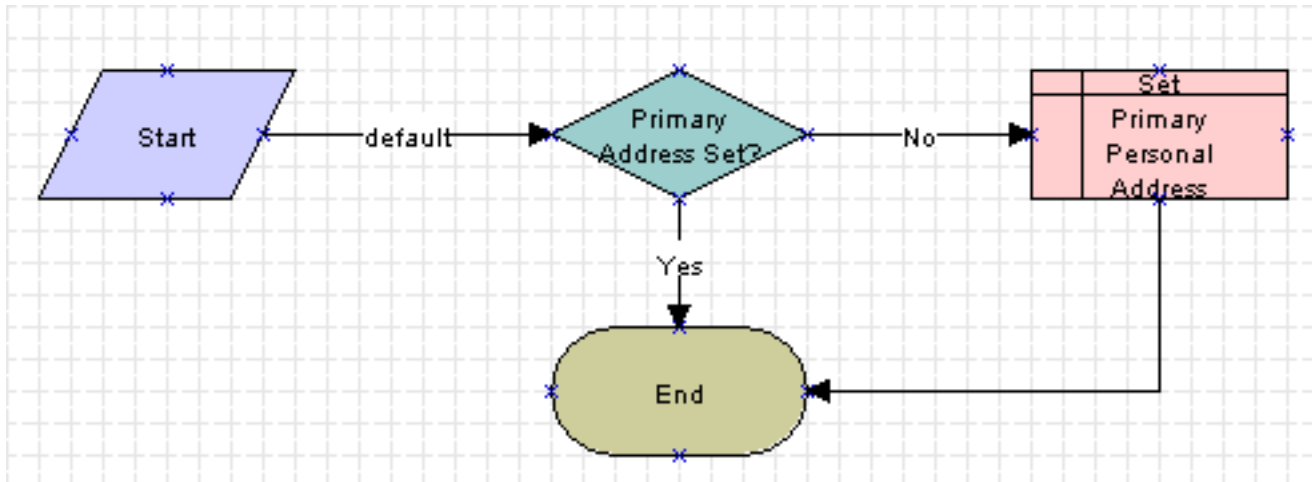 Start
default
Primary
Address Set?
No
Set
Primary
Personal
Address
Yes
End